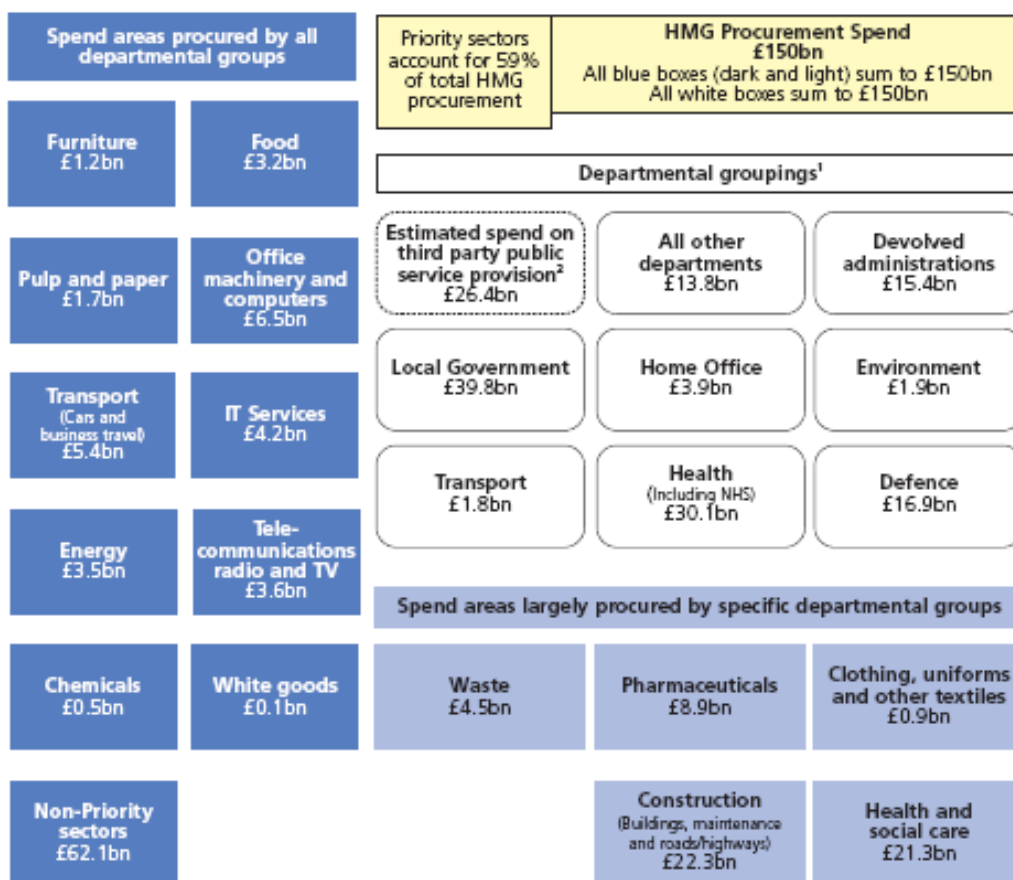 Spend areas procured by all
departmental groups
Furniture
£1.2bn
Food
£3.2bn
Pulp and paper
£1.7bn
Office
machinery and
computers
£6.5bn
Transport
(Cars and
business travel)
£5.4bn
IT Services
£4.2bn
Energy
£3.5bn
Tele-
communications
radio and TV
£3.6bn
Chemicals
£0.5bn
White goods
£0.1bn
Non-Priority
sectors
£62.1bn
Priority sectors
account for 59%
of total HMG
procurement
HMG Procurement Spend
£150bn
All blue boxes (dark and light) sum to £150bn
All white boxes sum to £150bn
Departmental groupings¹
Estimated spend on
third party public
service provision²
£26.4bn
All other
departments
£13.8bn
Devolved
administrations
£15.4bn
Local Government
£39.8bn
Home Office
£3.9bn
Environment
£1.9bn
Transport
£1.8bn
Health
(Including NHS)
£30.1bn
Defence
£16.9bn
Spend areas largely procured by specific departmental groups
Waste
£4.5bn
Pharmaceuticals
£8.9bn
Clothing, uniforms
and other textiles
£0.9bn
Construction
(Buildings, maintenance
and roads/highways)
£22.3bn
Health and
social care
£21.3bn